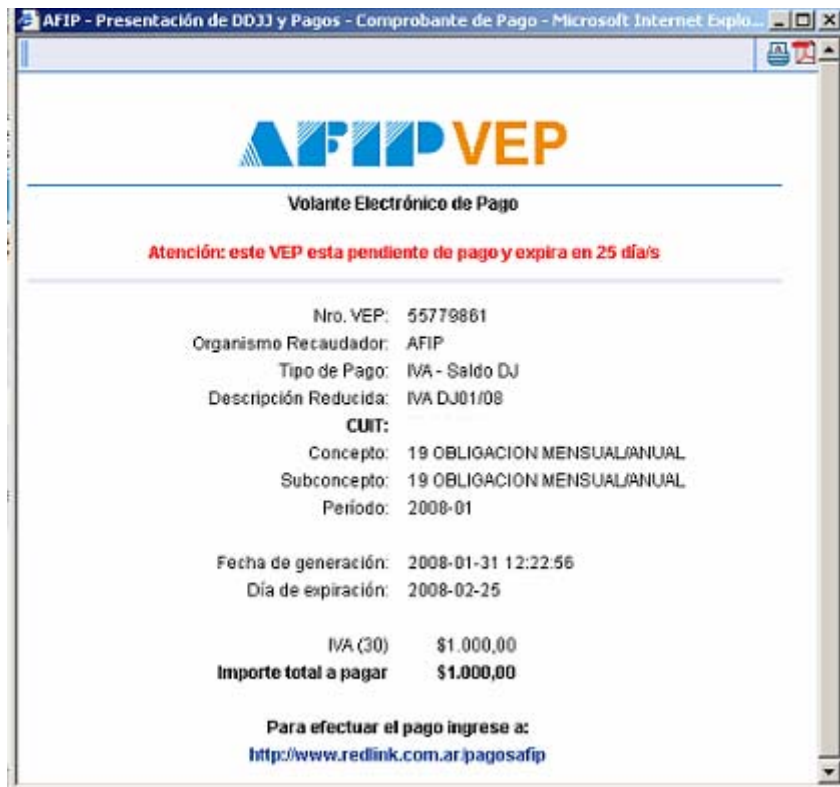 AFIP - Presentación de DDJJ y Pagos - Comprobante de Pago - Microsoft Internet Explo...
AFIP VEP
Volante Electrónico de Pago
Atención: este VEP esta pendiente de pago y expira en 25 día/s
Nro. VEP: 55779861
Organismo Recaudador: AFIP
Tipo de Pago: IVA - Saldo DJ
Descripción Reducida: IVA DJ01/08
CUIT:
Concepto: 19 OBLIGACION MENSUAL/ANUAL
Subconcepto: 19 OBLIGACION MENSUAL/ANUAL
Período: 2008-01
Fecha de generación: 2008-01-31 12:22:56
Día de expiración: 2008-02-25
IVA (30) $1.000,00
Importe total a pagar $1.000,00
Para efectuar el pago ingrese a:
http://www.redlink.com.ar/pagosafip